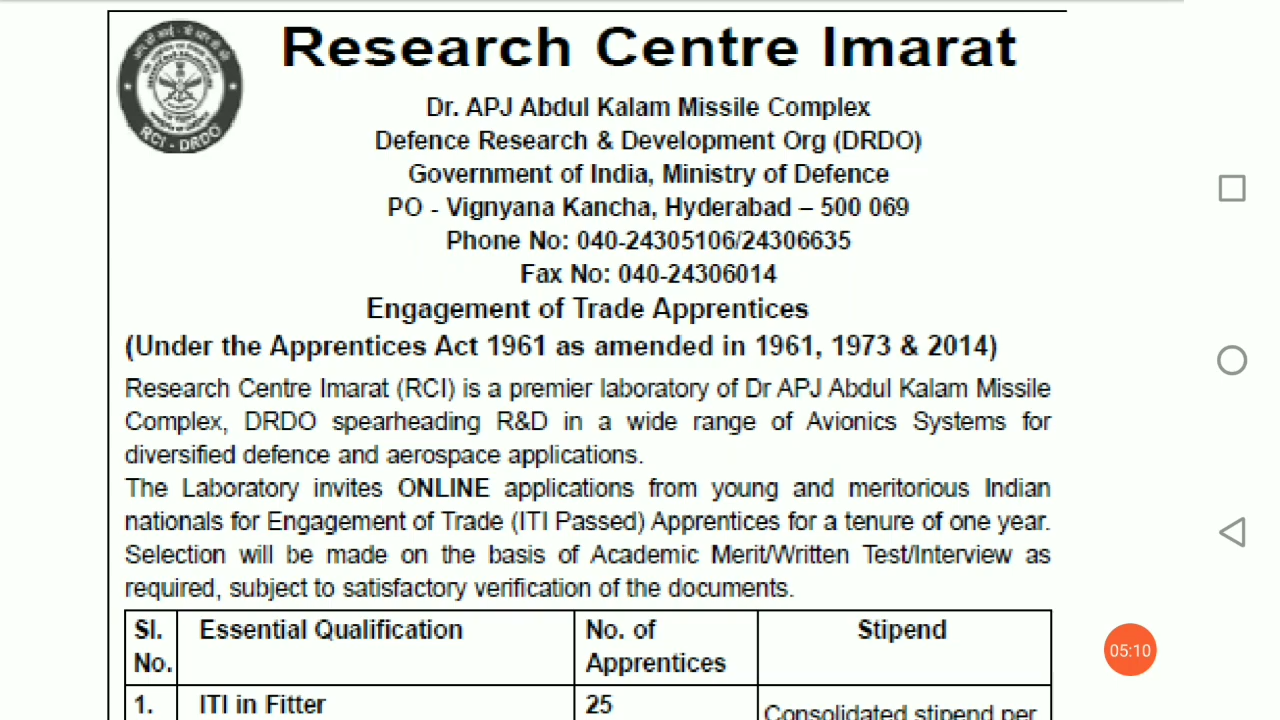 Research Centre Imarat
Dr. APJ Abdul Kalam Missile Complex
Defence Research & Development Org (DRDO)
Government of India, Ministry of Defence
PO - Vignyana Kancha, Hyderabad – 500 069
Phone No: 040-24305106/24306635
Fax No: 040-24306014
Engagement of Trade Apprentices
(Under the Apprentices Act 1961 as amended in 1961, 1973 & 2014)
Research Centre Imarat (RCI) is a premier laboratory of Dr APJ Abdul Kalam Missile
Complex, DRDO spearheading R&D in a wide range of Avionics Systems for
diversified defence and aerospace applications.
The Laboratory invites ONLINE applications from young and meritorious Indian
nationals for Engagement of Trade (ITI Passed) Apprentices for a tenure of one year.
Selection will be made on the basis of Academic Merit/Written Test/Interview as
required, subject to satisfactory verification of the documents.
Sl. No. Essential Qualification No. of Apprentices Stipend
1. ITI in Fitter 25 Consolidated stipend per
RCI - DRDO
05:10